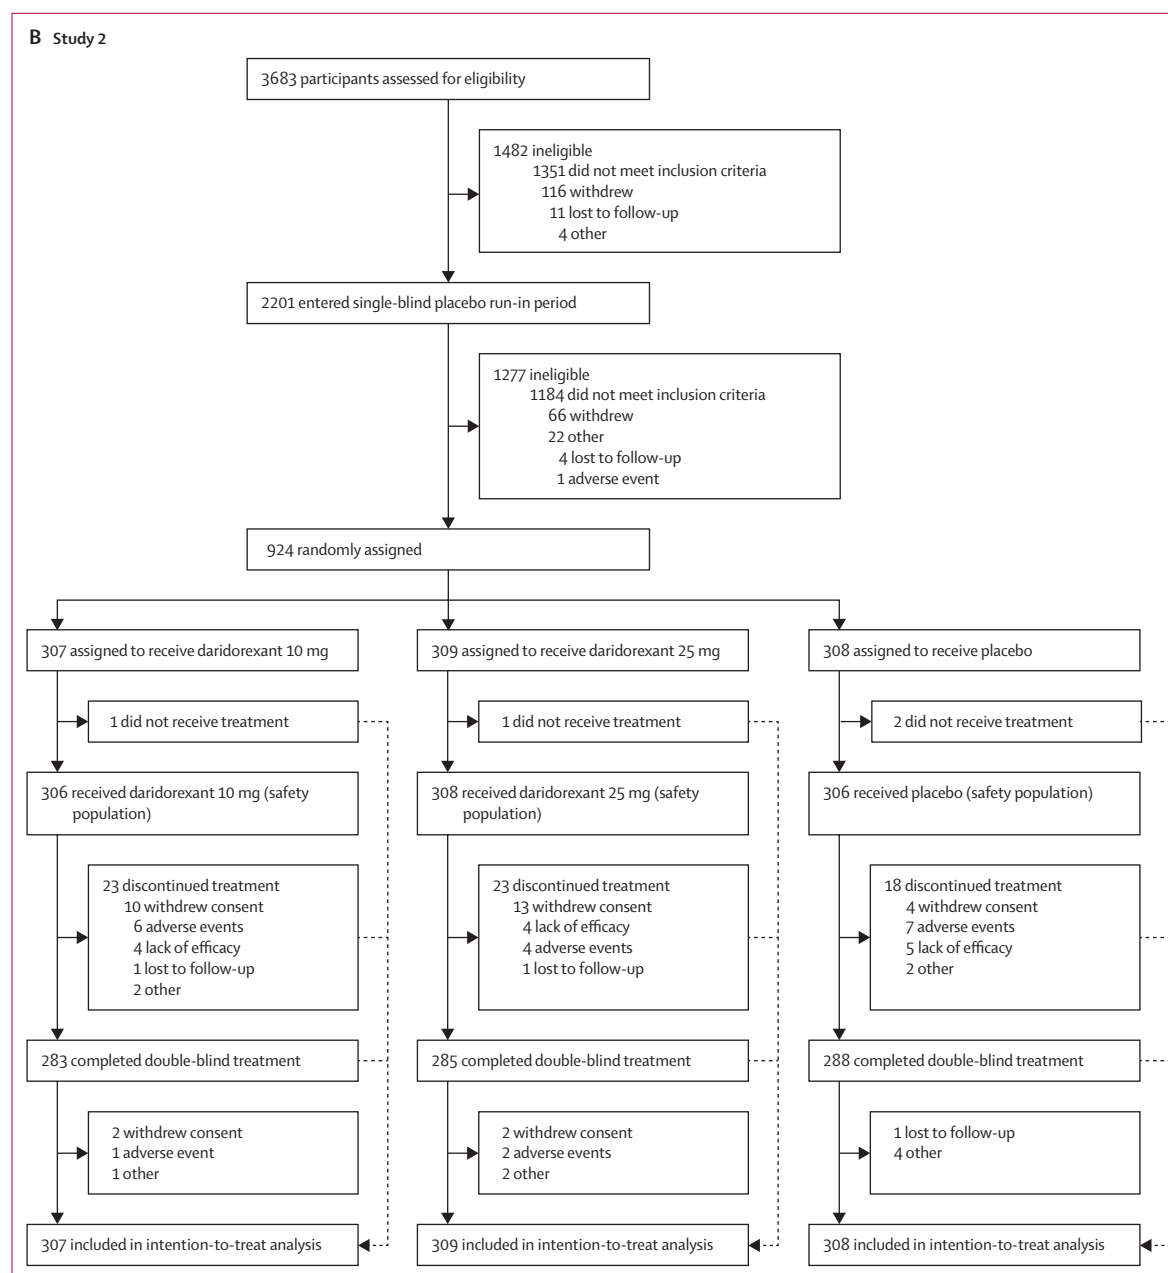 B Study 2
3683 participants assessed for eligibility
1482 ineligible
1351 did not meet inclusion criteria
116 withdrew
11 lost to follow-up
4 other
2201 entered single-blind placebo run-in period
1277 ineligible
1184 did not meet inclusion criteria
66 withdrew
22 other
4 lost to follow-up
1 adverse event
924 randomly assigned
307 assigned to receive daridorexant 10 mg
309 assigned to receive daridorexant 25 mg
308 assigned to receive placebo
1 did not receive treatment
1 did not receive treatment
2 did not receive treatment
306 received daridorexant 10 mg (safety
population)
308 received daridorexant 25 mg (safety
population)
306 received placebo (safety population)
23 discontinued treatment
10 withdrew consent
6 adverse events
4 lack of efficacy
1 lost to follow-up
2 other
23 discontinued treatment
13 withdrew consent
4 lack of efficacy
4 adverse events
1 lost to follow-up
18 discontinued treatment
4 withdrew consent
7 adverse events
5 lack of efficacy
2 other
283 completed double-blind treatment
285 completed double-blind treatment
288 completed double-blind treatment
2 withdrew consent
1 adverse event
1 other
2 withdrew consent
2 adverse events
2 other
1 lost to follow-up
4 other
307 included in intention-to-treat analysis
309 included in intention-to-treat analysis
308 included in intention-to-treat analysis